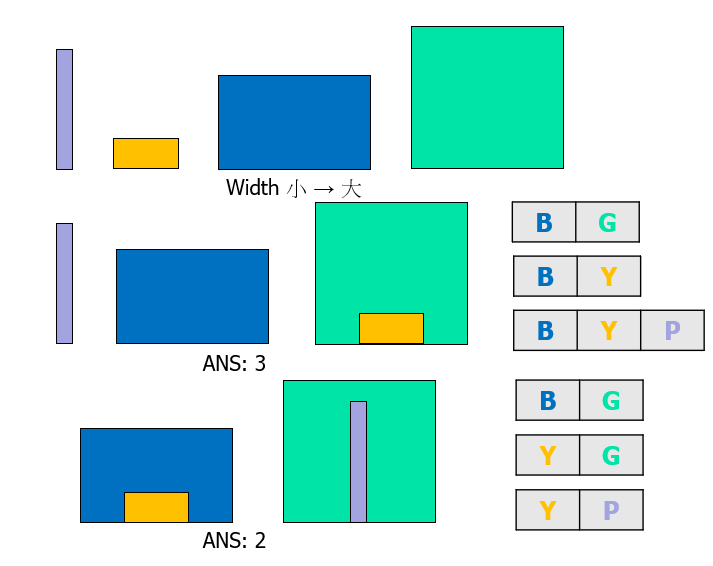 Width 小 → 大
B G
B Y
B Y P
ANS: 3
B G
Y G
Y P
ANS: 2